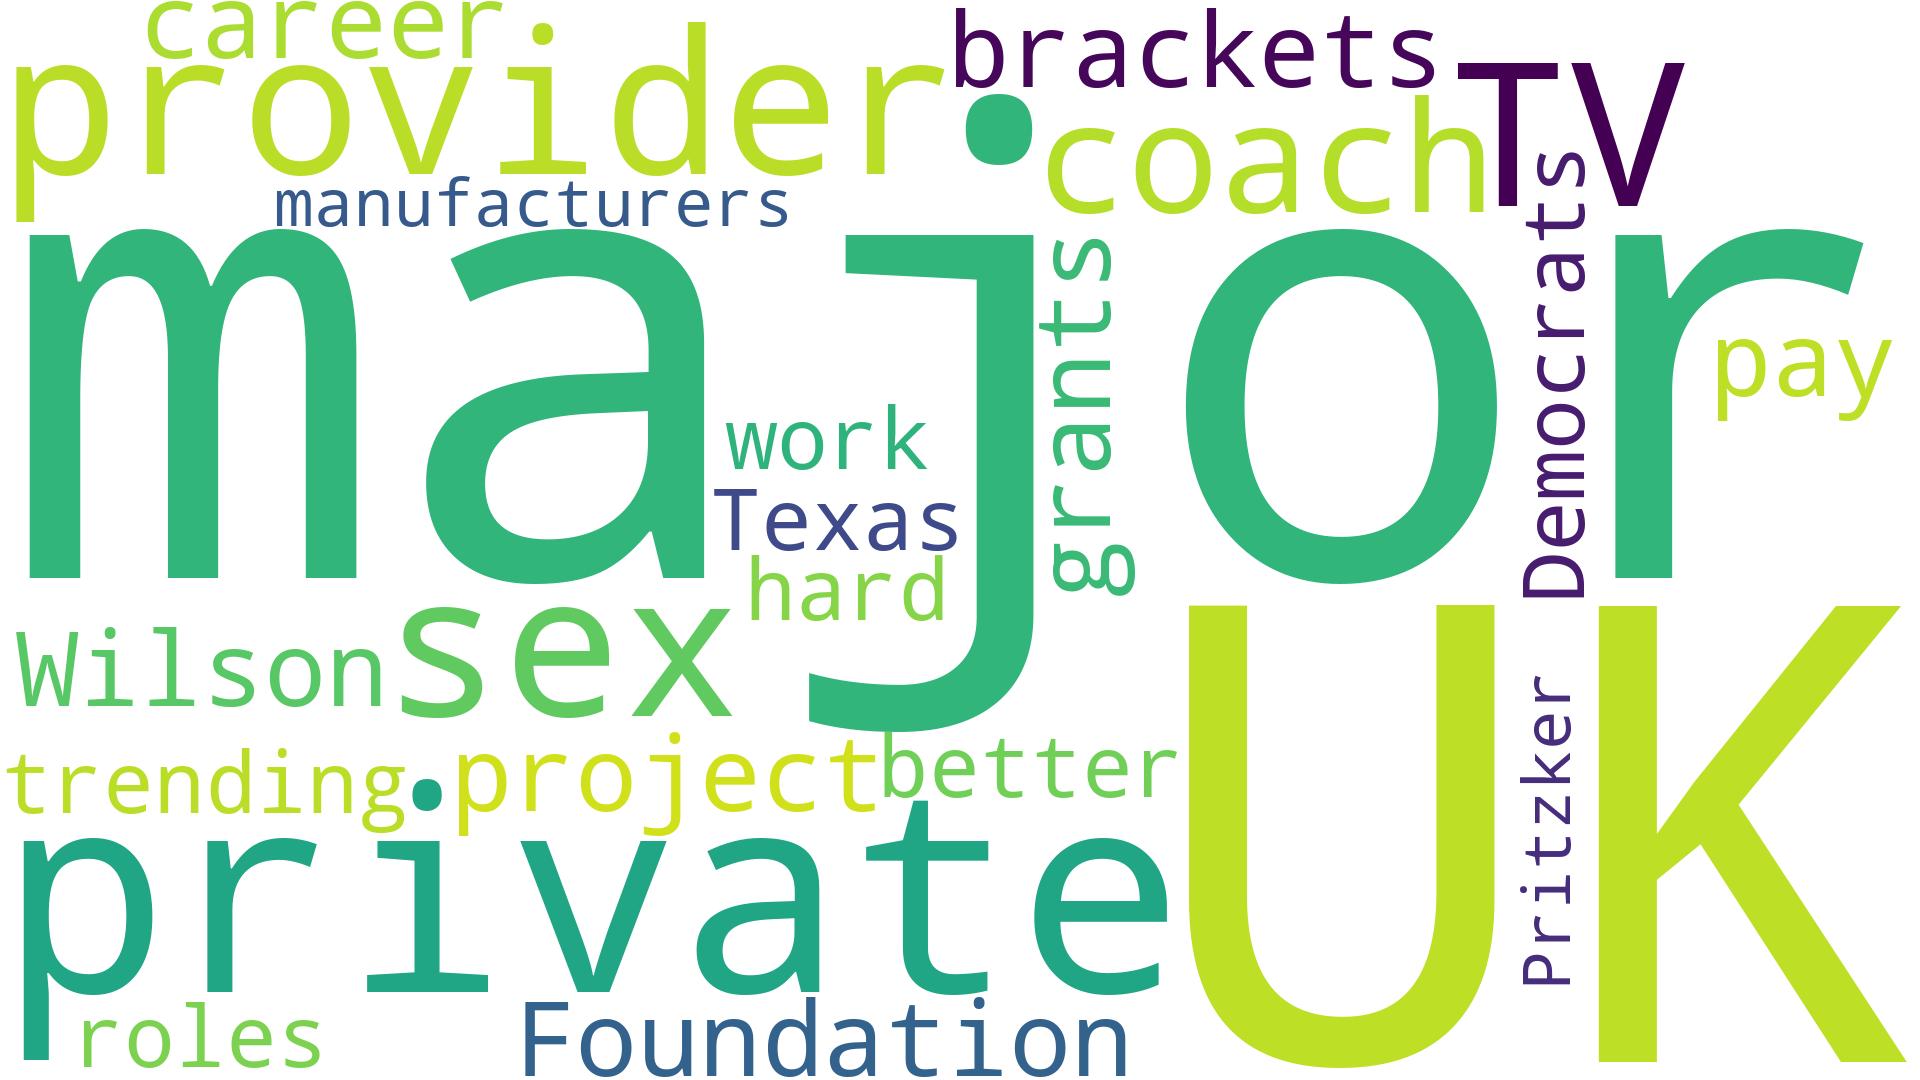 career
provider
brackets
TV
coach
manufacturers
major
grants
Democrats
pay
work
Texas
hard
Wilson
sex
UK
Pritzker
trending
project
better
private
roles
Foundation